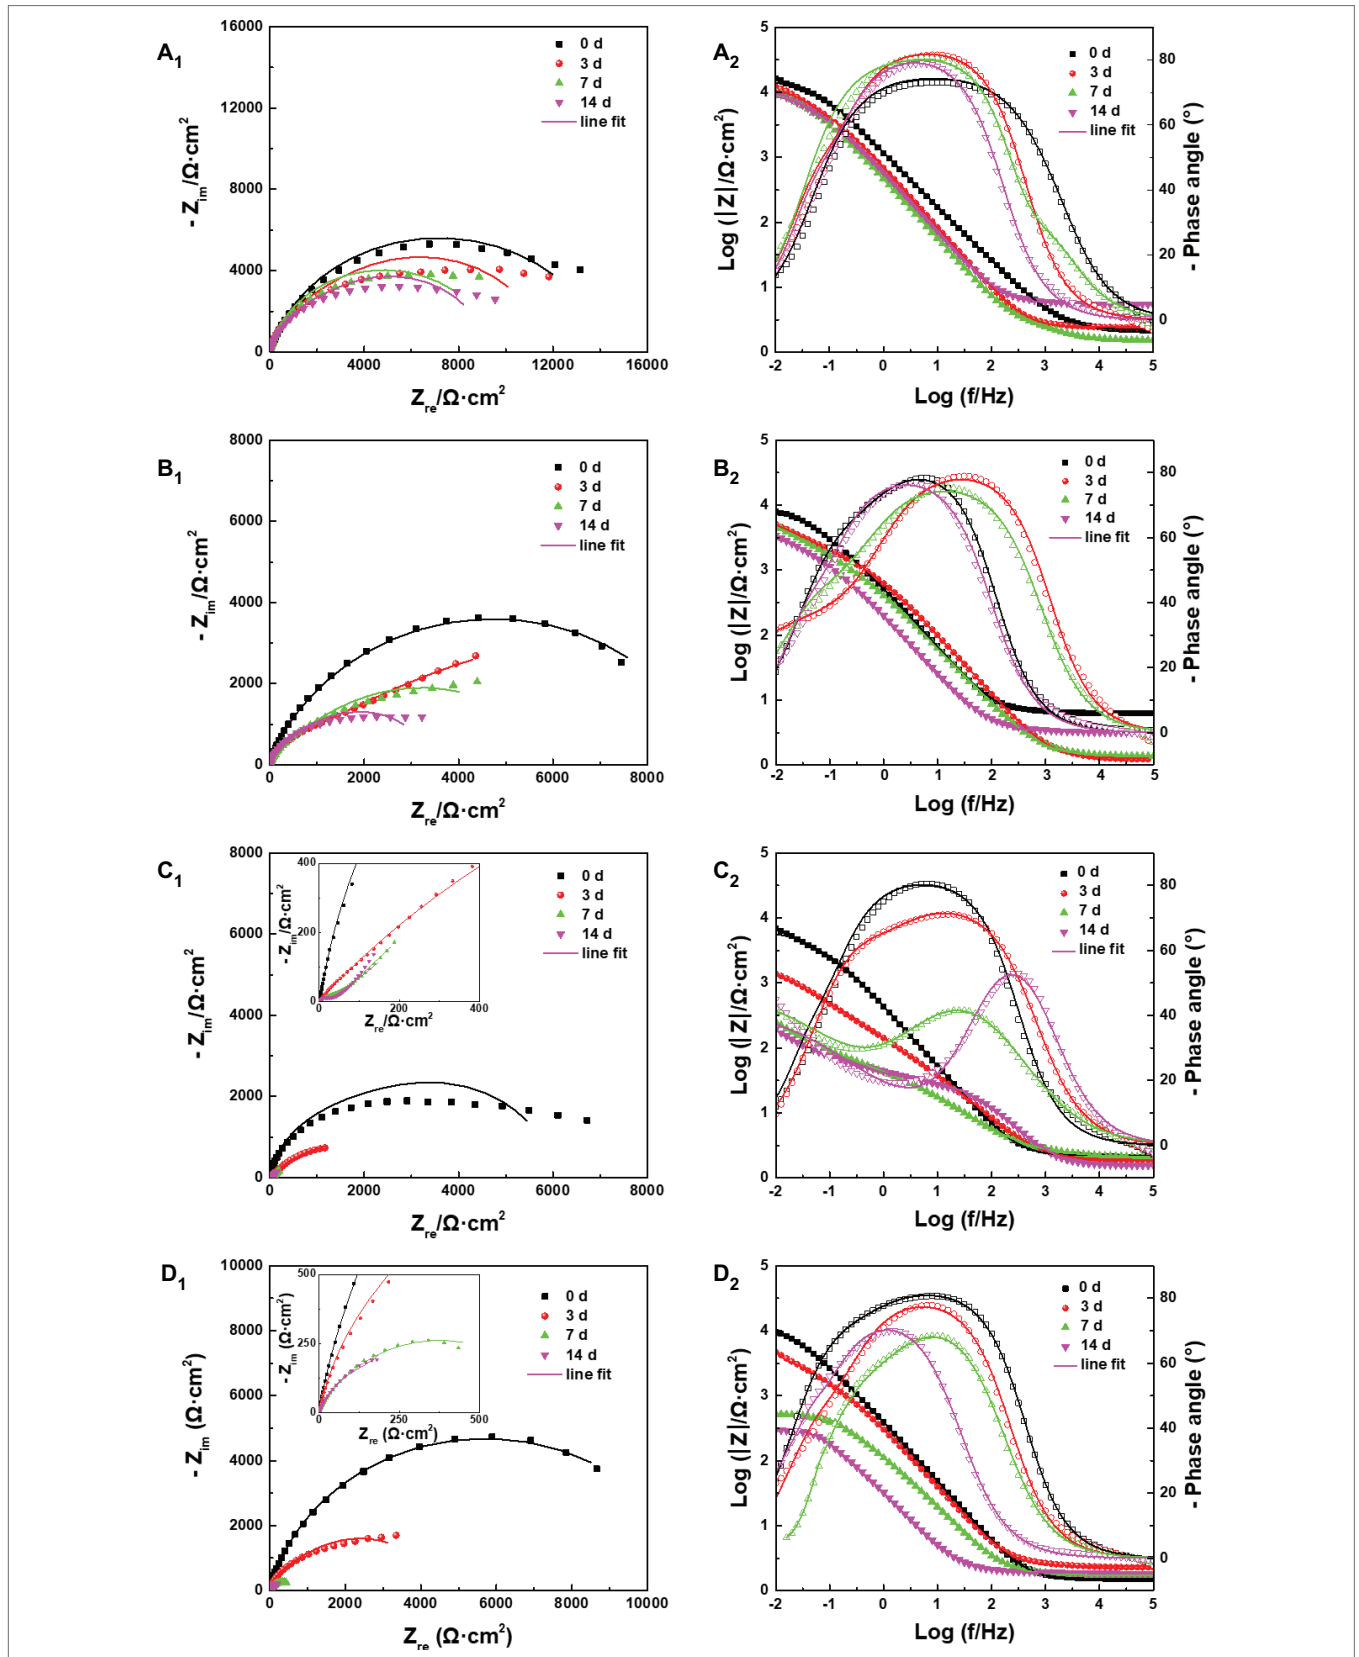 A1
16000
14000
12000
10000
8000
6000
4000
2000
0
- Zim/Ω·cm2
0 d
3 d
7 d
14 d
line fit
0 4000 8000 12000 16000
Zre/Ω·cm2
A2
5
4
3
2
1
0
Log (|Z|/Ω·cm2)
0 d
3 d
7 d
14 d
line fit
80
60
40
20
0
- Phase angle (°)
-2 -1 0 1 2 3 4 5
Log (f/Hz)
B1
8000
6000
4000
2000
0
- Zim/Ω·cm2
0 d
3 d
7 d
14 d
line fit
0 2000 4000 6000 8000
Zre/Ω·cm2
B2
5
4
3
2
1
0
Log (|Z|/Ω·cm2)
0 d
3 d
7 d
14 d
line fit
80
60
40
20
0
- Phase angle (°)
-2 -1 0 1 2 3 4 5
Log (f/Hz)
C1
8000
6000
4000
2000
0
- Zim/Ω·cm2
400
200
0
- Zim/Ω·cm2
0 200 400
Zre/Ω·cm2
0 d
3 d
7 d
14 d
line fit
0 2000 4000 6000 8000
Zre/Ω·cm2
C2
5
4
3
2
1
0
Log (|Z|/Ω·cm2)
0 d
3 d
7 d
14 d
line fit
80
60
40
20
0
- Phase angle (°)
-2 -1 0 1 2 3 4 5
Log (f/Hz)
D1
10000
8000
6000
4000
2000
0
- Zim (Ω·cm2)
500
250
0
- Zim (Ω·cm2)
0 250 500
Zre (Ω·cm2)
0 d
3 d
7 d
14 d
line fit
0 2000 4000 6000 8000 10000
Zre (Ω·cm2)
D2
5
4
3
2
1
0
Log (|Z|/Ω·cm2)
0 d
3 d
7 d
14 d
line fit
80
60
40
20
0
- Phase angle (°)
-2 -1 0 1 2 3 4 5
Log (f/Hz)